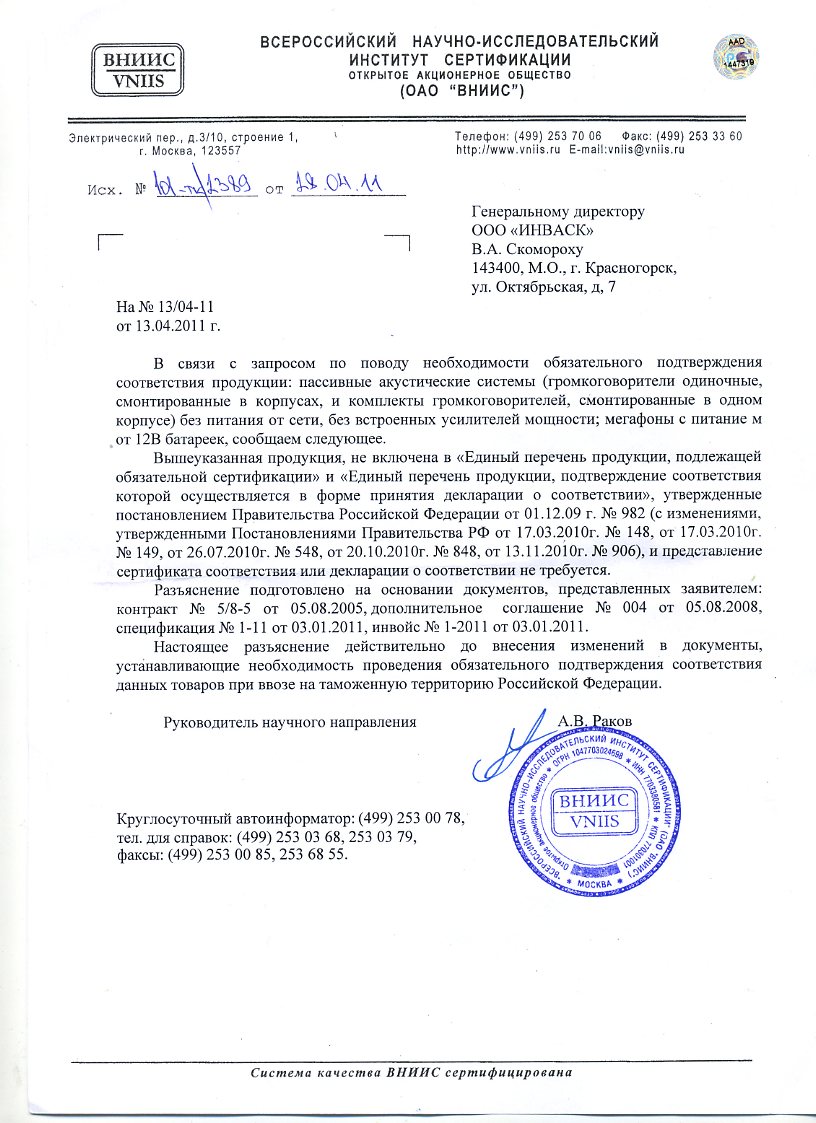 ВНИИС
VNIIS
ВСЕРОССИЙСКИЙ НАУЧНО-ИССЛЕДОВАТЕЛЬСКИЙ
ИНСТИТУТ СЕРТИФИКАЦИИ
ОТКРЫТОЕ АКЦИОНЕРНОЕ ОБЩЕСТВО
(ОАО "ВНИИС")
AAD
1447319
Электрический пер., д.3/10, строение 1,
г. Москва, 123557
Телефон: (499) 253 70 06 Факс: (499) 253 33 60
http://www.vniis.ru E-mail:vniis@vniis.ru
Исх. № 101-тн/2389 от 28.04.11
Генеральному директору
ООО «ИНВАСК»
В.А. Скомороху
143400, М.О., г. Красногорск,
ул. Октябрьская, д, 7
На № 13/04-11
от 13.04.2011 г.
В связи с запросом по поводу необходимости обязательного подтверждения
соответствия продукции: пассивные акустические системы (громкоговорители одиночные,
смонтированные в корпусах, и комплекты громкоговорителей, смонтированные в одном
корпусе) без питания от сети, без встроенных усилителей мощности; мегафоны с питание м
от 12В батареек, сообщаем следующее.
Вышеуказанная продукция, не включена в «Единый перечень продукции, подлежащей
обязательной сертификации» и «Единый перечень продукции, подтверждение соответствия
которой осуществляется в форме принятия декларации о соответствии», утвержденные
постановлением Правительства Российской Федерации от 01.12.09 г. № 982 (с изменениями,
утвержденными Постановлениями Правительства РФ от 17.03.2010г. № 148, от 17.03.2010г.
№ 149, от 26.07.2010г. № 548, от 20.10.2010г. № 848, от 13.11.2010г. № 906), и представление
сертификата соответствия или декларации о соответствии не требуется.
Разъяснение подготовлено на основании документов, представленных заявителем:
контракт № 5/8-5 от 05.08.2005, дополнительное соглашение № 004 от 05.08.2008,
спецификация № 1-11 от 03.01.2011, инвойс № 1-2011 от 03.01.2011.
Настоящее разъяснение действительно до внесения изменений в документы,
устанавливающие необходимость проведения обязательного подтверждения соответствия
данных товаров при ввозе на таможенную территорию Российской Федерации.
Руководитель научного направления А.В. Раков
"ВСЕРОССИЙСКИЙ НАУЧНО-ИССЛЕДОВАТЕЛЬСКИЙ ИНСТИТУТ СЕРТИФИКАЦИИ" (ОАО "ВНИИС")
Открытое акционерное общество * ОГРН 1047703024698 * ИНН 7703380581 * КПП 770301001
ВНИИС
VNIIS
* МОСКВА *
Круглосуточный автоинформатор: (499) 253 00 78,
тел. для справок: (499) 253 03 68, 253 03 79,
факсы: (499) 253 00 85, 253 68 55.
Система качества ВНИИС сертифицирована